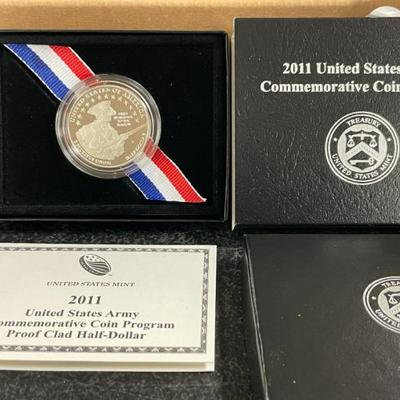 UNITED STATES OF AMERICA
2011 United States
Commemorative Coin
TREASURY
UNITED STATES MINT
UNITED STATES MINT
2011
United States Army
ommemorative Coin Program
Proof Clad Half-Dollar